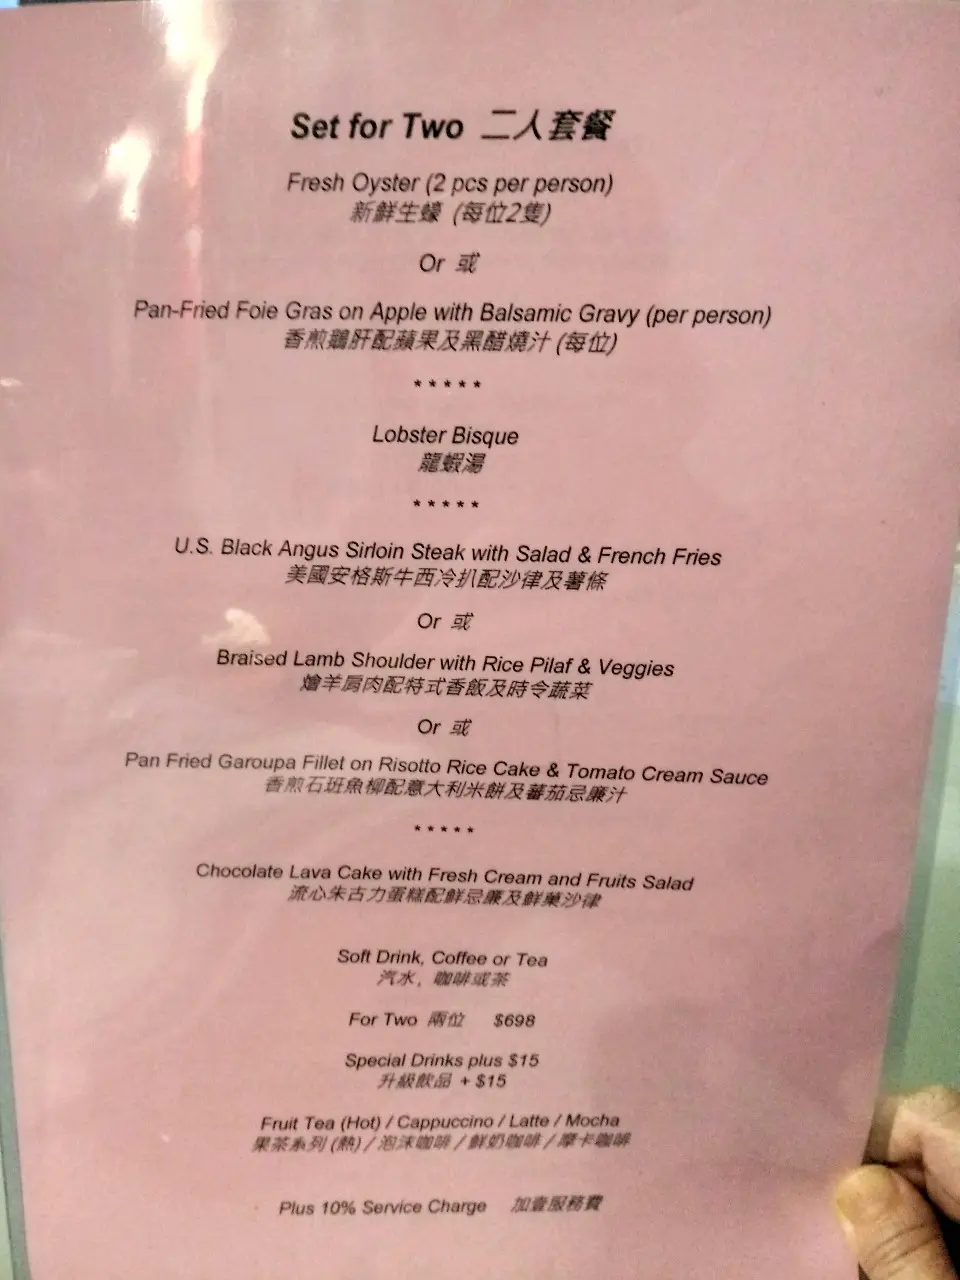 Set for Two 二人套餐
Fresh Oyster (2 pcs per person)
新鮮生蠔 (每位2隻)
Or 或
Pan-Fried Foie Gras on Apple with Balsamic Gravy (per person)
香煎鵝肝配蘋果及黑醋燒汁 (每位)
*****
Lobster Bisque
龍蝦湯
*****
U.S. Black Angus Sirloin Steak with Salad & French Fries
美國安格斯牛西冷扒配沙律及薯條
Or 或
Braised Lamb Shoulder with Rice Pilaf & Veggies
燴羊肩肉配特式香飯及時令蔬菜
Or 或
Pan Fried Garoupa Fillet on Risotto Rice Cake & Tomato Cream Sauce
香煎石班魚柳配意大利米餅及蕃茄忌廉汁
*****
Chocolate Lava Cake with Fresh Cream and Fruits Salad
流心朱古力蛋糕配鮮忌廉及鮮菓沙律
Soft Drink, Coffee or Tea
汽水, 咖啡或茶
For Two 兩位 $698
Special Drinks plus $15
升級飲品 + $15
Fruit Tea (Hot) / Cappuccino / Latte / Mocha
果茶系列 (熱) / 泡沫咖啡 / 鮮奶咖啡 / 摩卡咖啡
Plus 10% Service Charge 加壹服務費